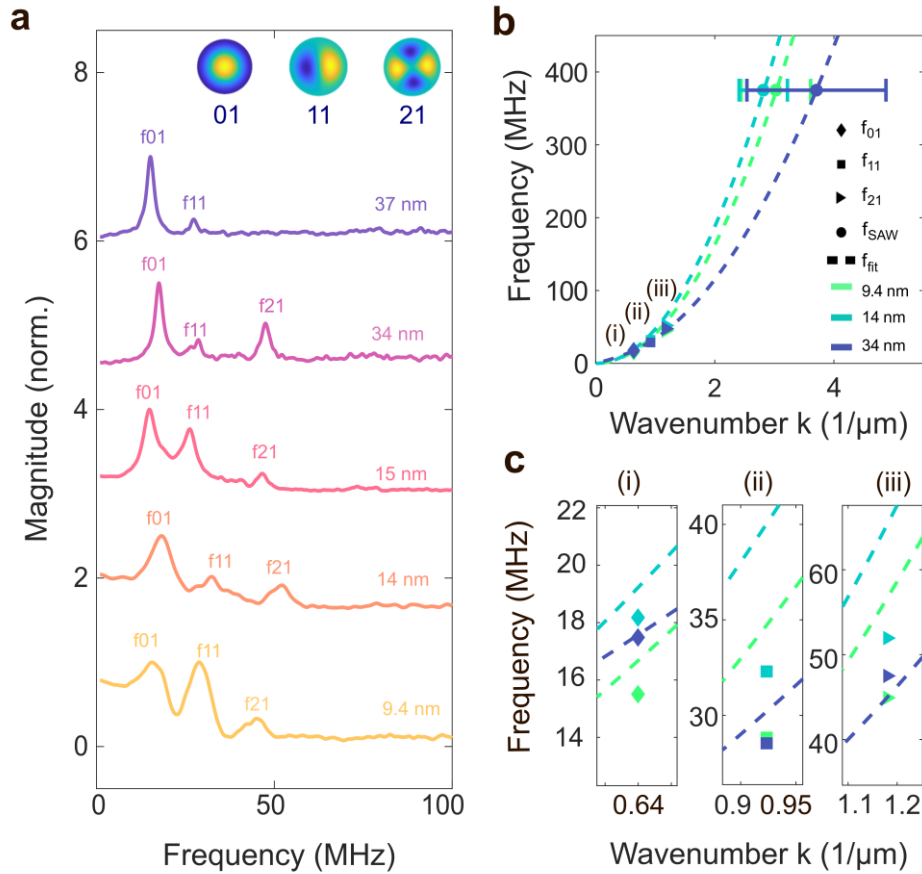 a
8
6
4
2
0
Magnitude (norm.)
01 11 21
f01
f11
37 nm
f01
f11
f21
34 nm
f01
f11
f21
15 nm
f01
f11
f21
14 nm
f01
f11
f21
9.4 nm
0 50 100
Frequency (MHz)
b
400
300
200
100
0
Frequency (MHz)
(i)
(ii)
(iii)
f01
f11
f21
fSAW
ffit
9.4 nm
14 nm
34 nm
0 2 4
Wavenumber k (1/μm)
c
(i) (ii) (iii)
22
20
18
16
14
Frequency (MHz)
0.64
40
35
30
0.9 0.95
60
50
40
1.1 1.2
Wavenumber k (1/μm)